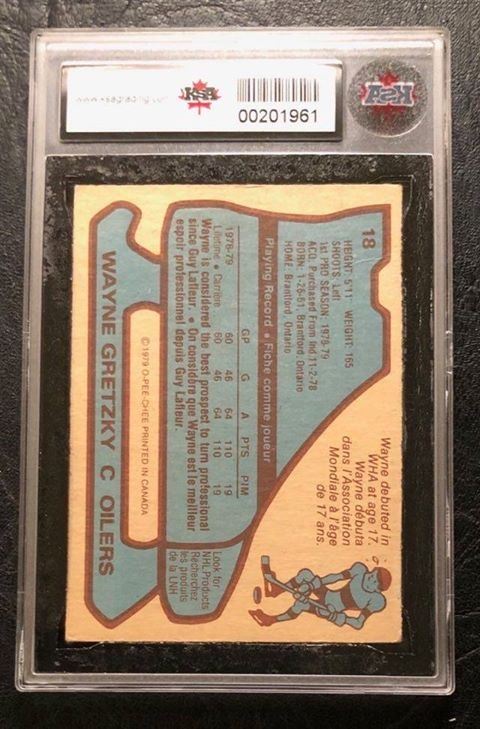 www.ksagrading.com
KSA
00201961
KSA
18
HEIGHT: 5'11" WEIGHT: 165
SHOOTS: Left
1st PRO SEASON: 1978-79
ACQ: Purchased From Ind 11-2-78
BORN: 1-26-61, Brantford, Ontario
HOME: Brantford, Ontario
Wayne debuted in
WHA at age 17.
Wayne débuta
dans l'Association
Mondiale à l'âge
de 17 ans.
Playing Record • Fiche comme joueur
GP G A PTS PIM
1978-79 60 46 64 110 19
Lifetime • Carrière 60 46 64 110 19
Wayne is considered the best prospect to turn professional
since Guy Lafleur. • On considère que Wayne est le meilleur
espoir professionnel depuis Guy Lafleur.
Look for
NHL Products
Recherchez
les produits
de la LNH
© 1979 O-PEE-CHEE PRINTED IN CANADA
WAYNE GRETZKY C OILERS